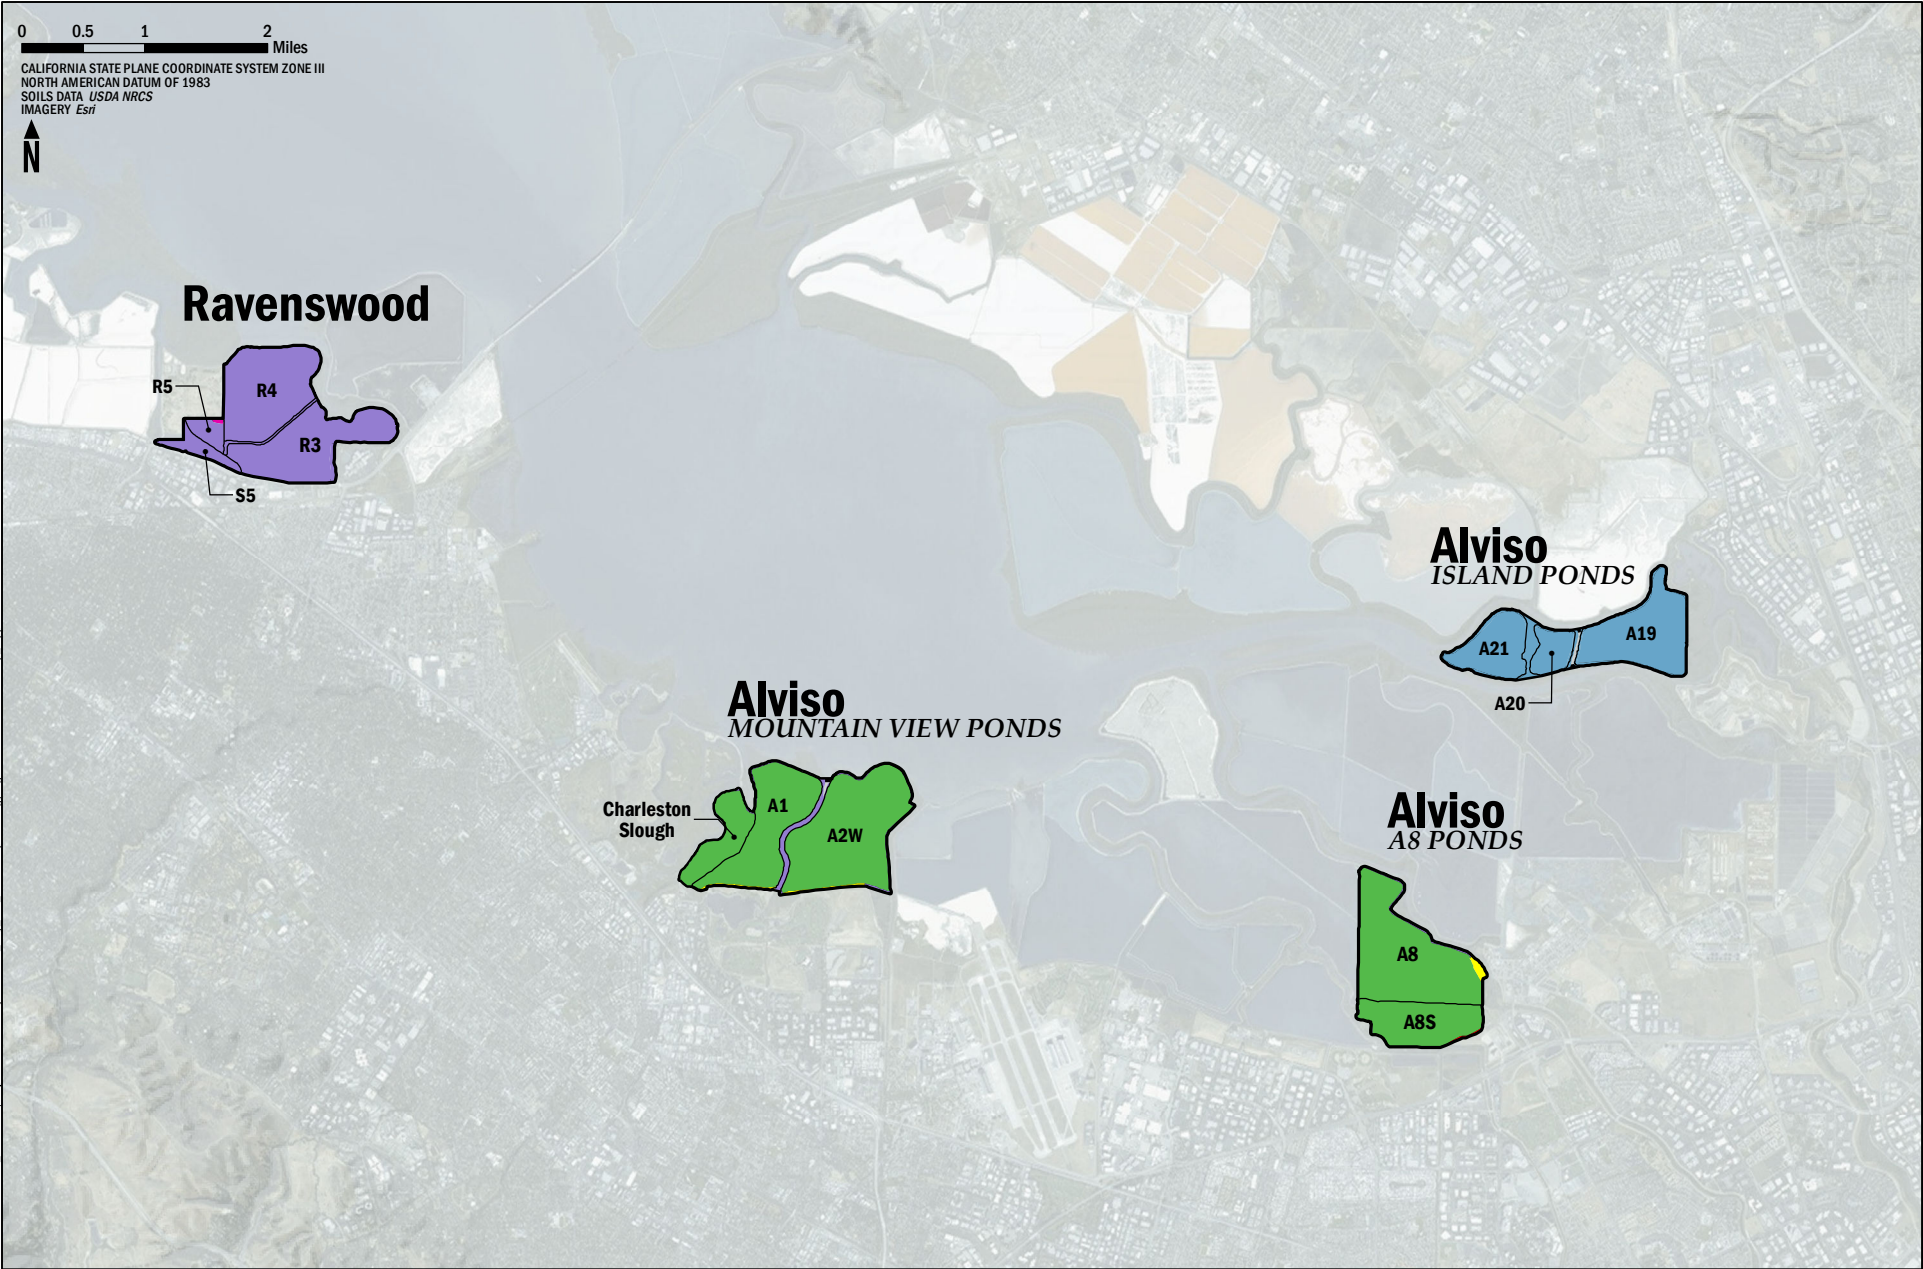 0 0.5 1 2
Miles
CALIFORNIA STATE PLANE COORDINATE SYSTEM ZONE III
NORTH AMERICAN DATUM OF 1983
SOILS DATA USDA NRCS
IMAGERY Esri
N
Ravenswood
R5
R4
R3
S5
Alviso
ISLAND PONDS
A21
A19
A20
Alviso
MOUNTAIN VIEW PONDS
Charleston
Slough
A1
A2W
Alviso
A8 PONDS
A8
A8S